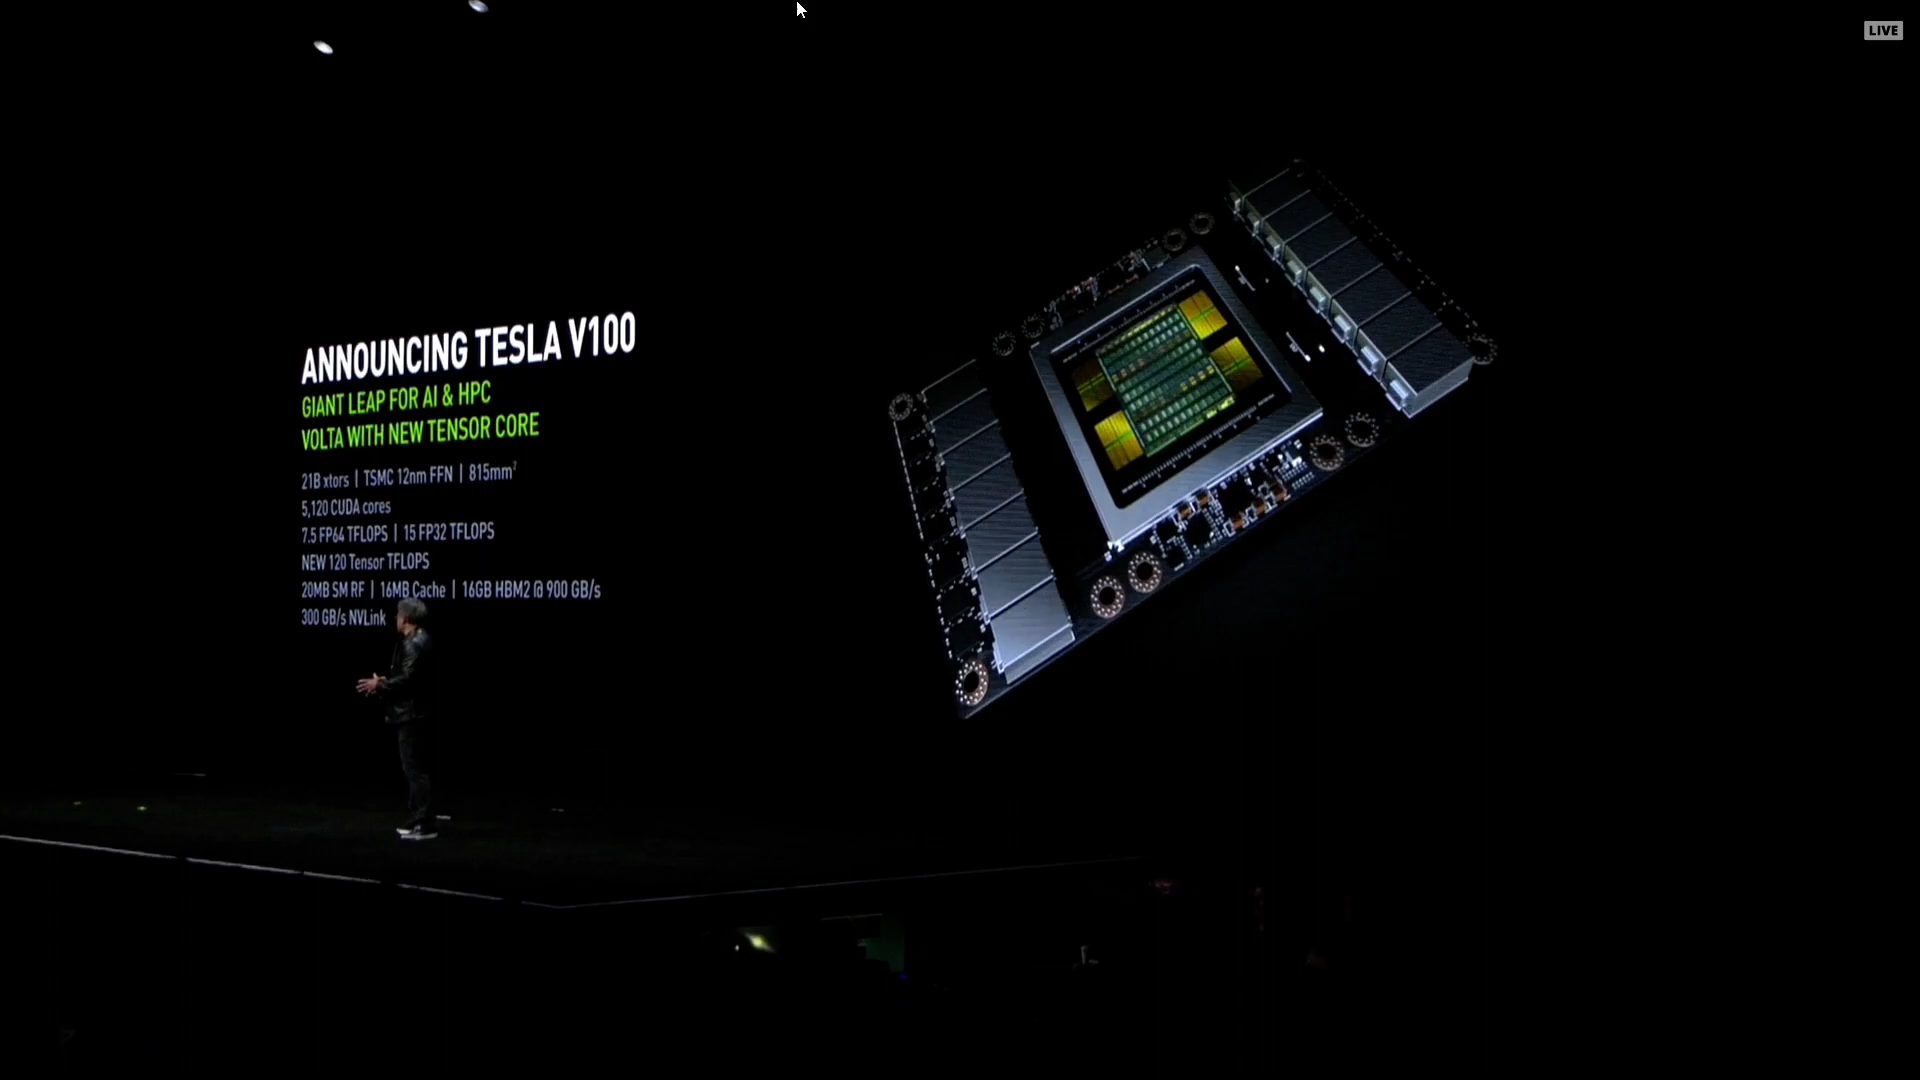 LIVE
ANNOUNCING TESLA V100
GIANT LEAP FOR AI & HPC
VOLTA WITH NEW TENSOR CORE
21B xtors | TSMC 12nm FFN | 815mm²
5,120 CUDA cores
7.5 FP64 TFLOPS | 15 FP32 TFLOPS
NEW 120 Tensor TFLOPS
20MB SM RF | 16MB Cache | 16GB HBM2 @ 900 GB/s
300 GB/s NVLink